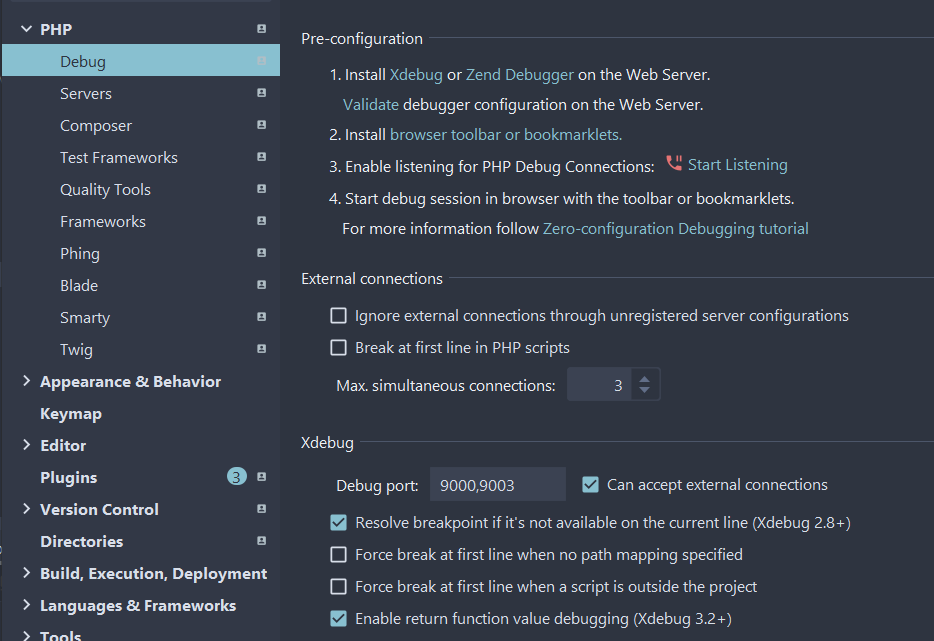 PHP
Debug
Servers
Composer
Test Frameworks
Quality Tools
Frameworks
Phing
Blade
Smarty
Twig
Appearance & Behavior
Keymap
Editor
Plugins 3
Version Control
Directories
Build, Execution, Deployment
Languages & Frameworks
Tools
Pre-configuration
1. Install Xdebug or Zend Debugger on the Web Server.
Validate debugger configuration on the Web Server.
2. Install browser toolbar or bookmarklets.
3. Enable listening for PHP Debug Connections: Start Listening
4. Start debug session in browser with the toolbar or bookmarklets.
For more information follow Zero-configuration Debugging tutorial
External connections
Ignore external connections through unregistered server configurations
Break at first line in PHP scripts
Max. simultaneous connections: 3
Xdebug
Debug port: 9000,9003 Can accept external connections
Resolve breakpoint if it's not available on the current line (Xdebug 2.8+)
Force break at first line when no path mapping specified
Force break at first line when a script is outside the project
Enable return function value debugging (Xdebug 3.2+)